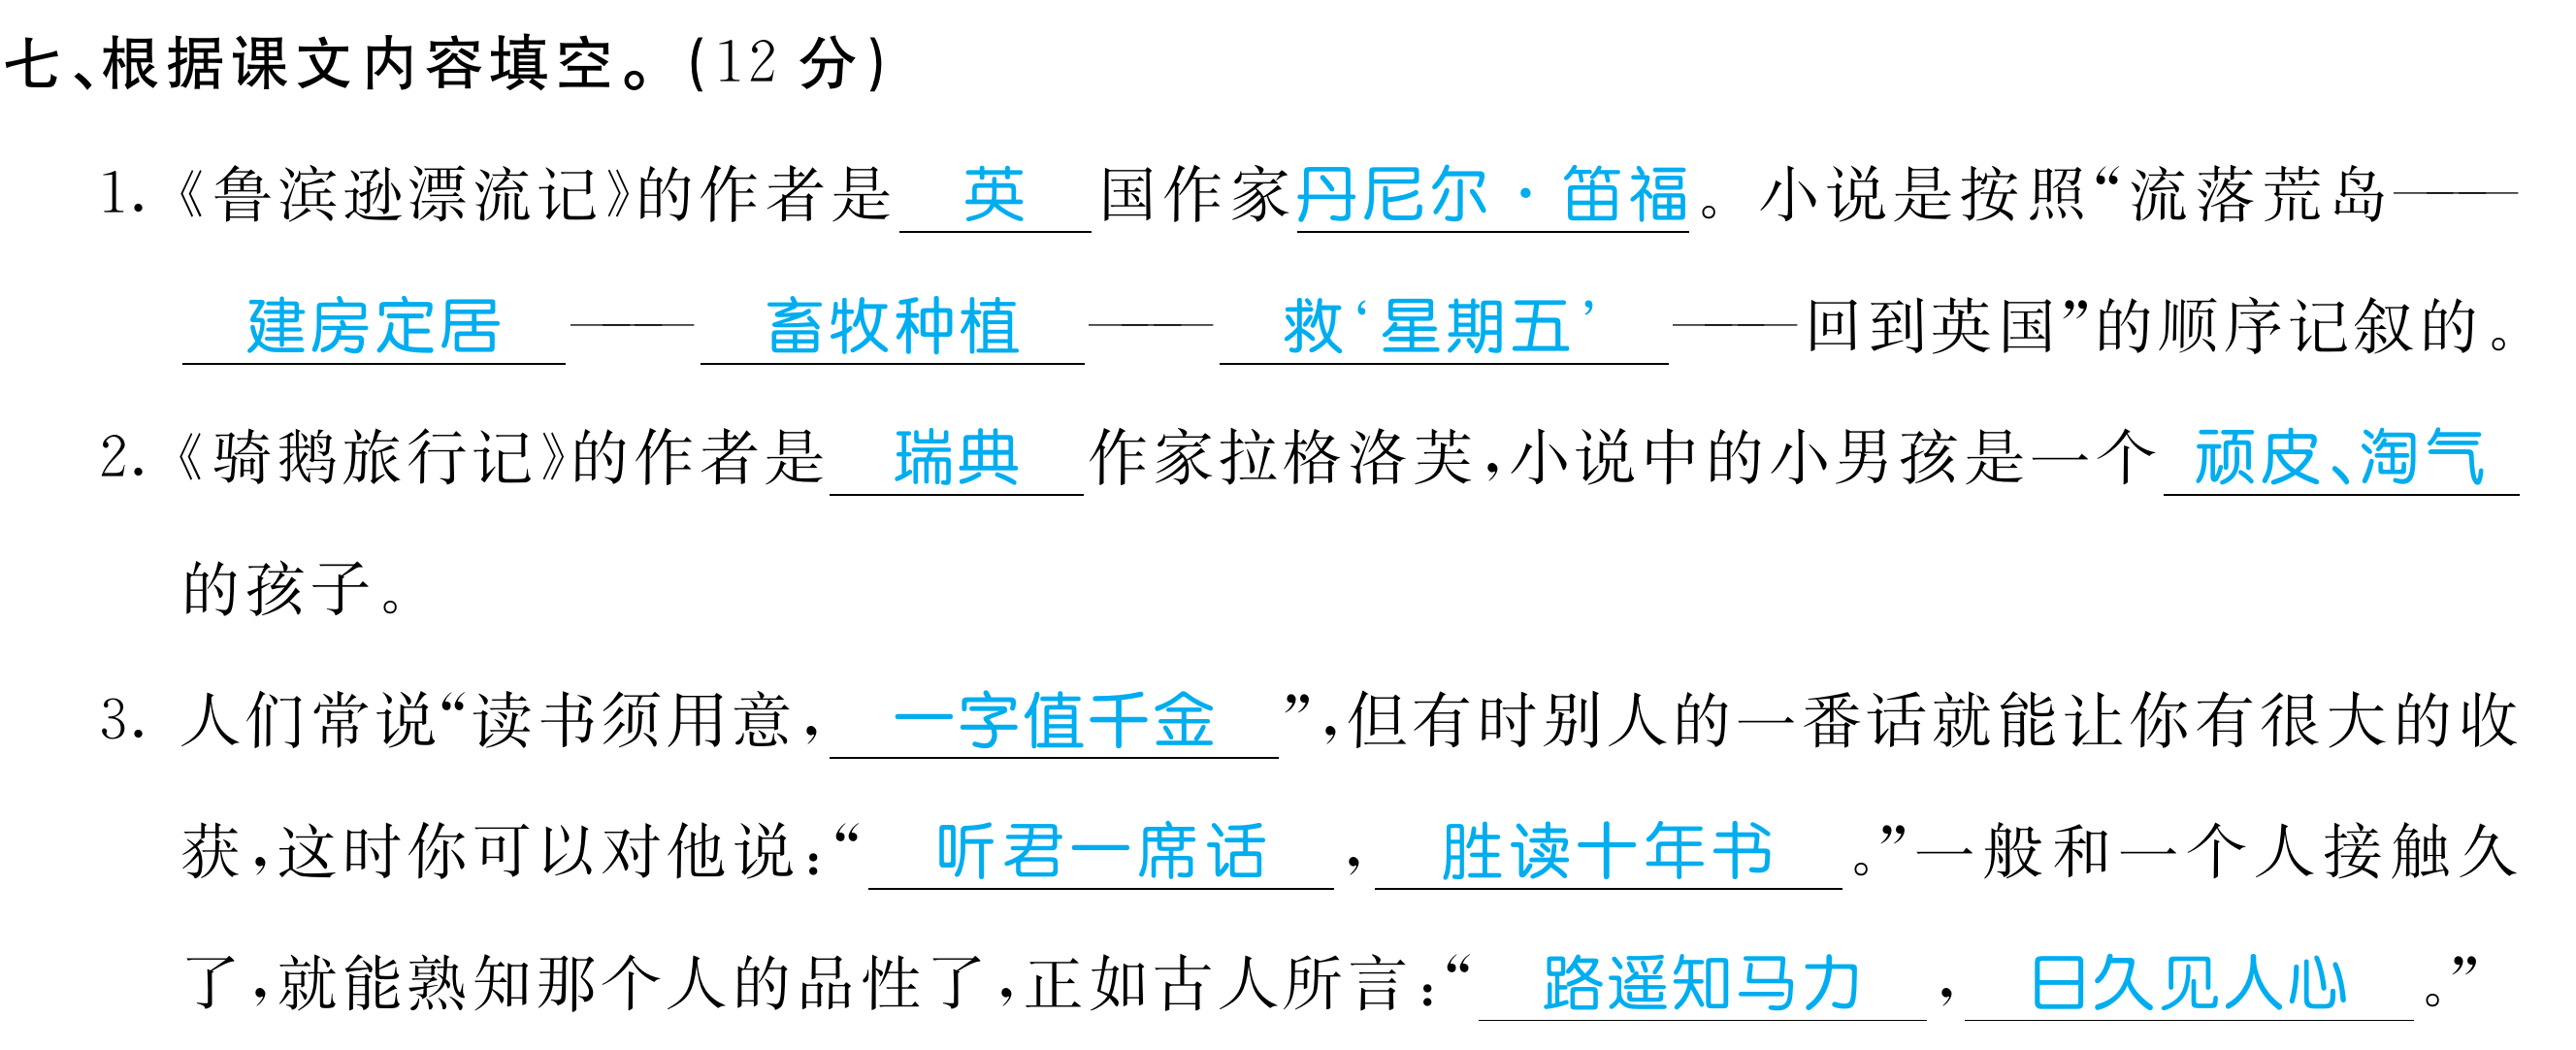 七、根据课文内容填空。(12 分)
1.《鲁滨逊漂流记》的作者是 英 国作家丹尼尔·笛福。小说是按照“流落荒岛——
建房定居 —— 畜牧种植 —— 救‘星期五’ ——回到英国”的顺序记叙的。
2.《骑鹅旅行记》的作者是 瑞典 作家拉格洛芙,小说中的小男孩是一个 顽皮、淘气
的孩子。
3. 人们常说“读书须用意, 一字值千金 ”,但有时别人的一番话就能让你有很大的收
获,这时你可以对他说:“ 听君一席话 , 胜读十年书 。”一般和一个人接触久
了,就能熟知那个人的品性了,正如古人所言:“ 路遥知马力 , 日久见人心 。”